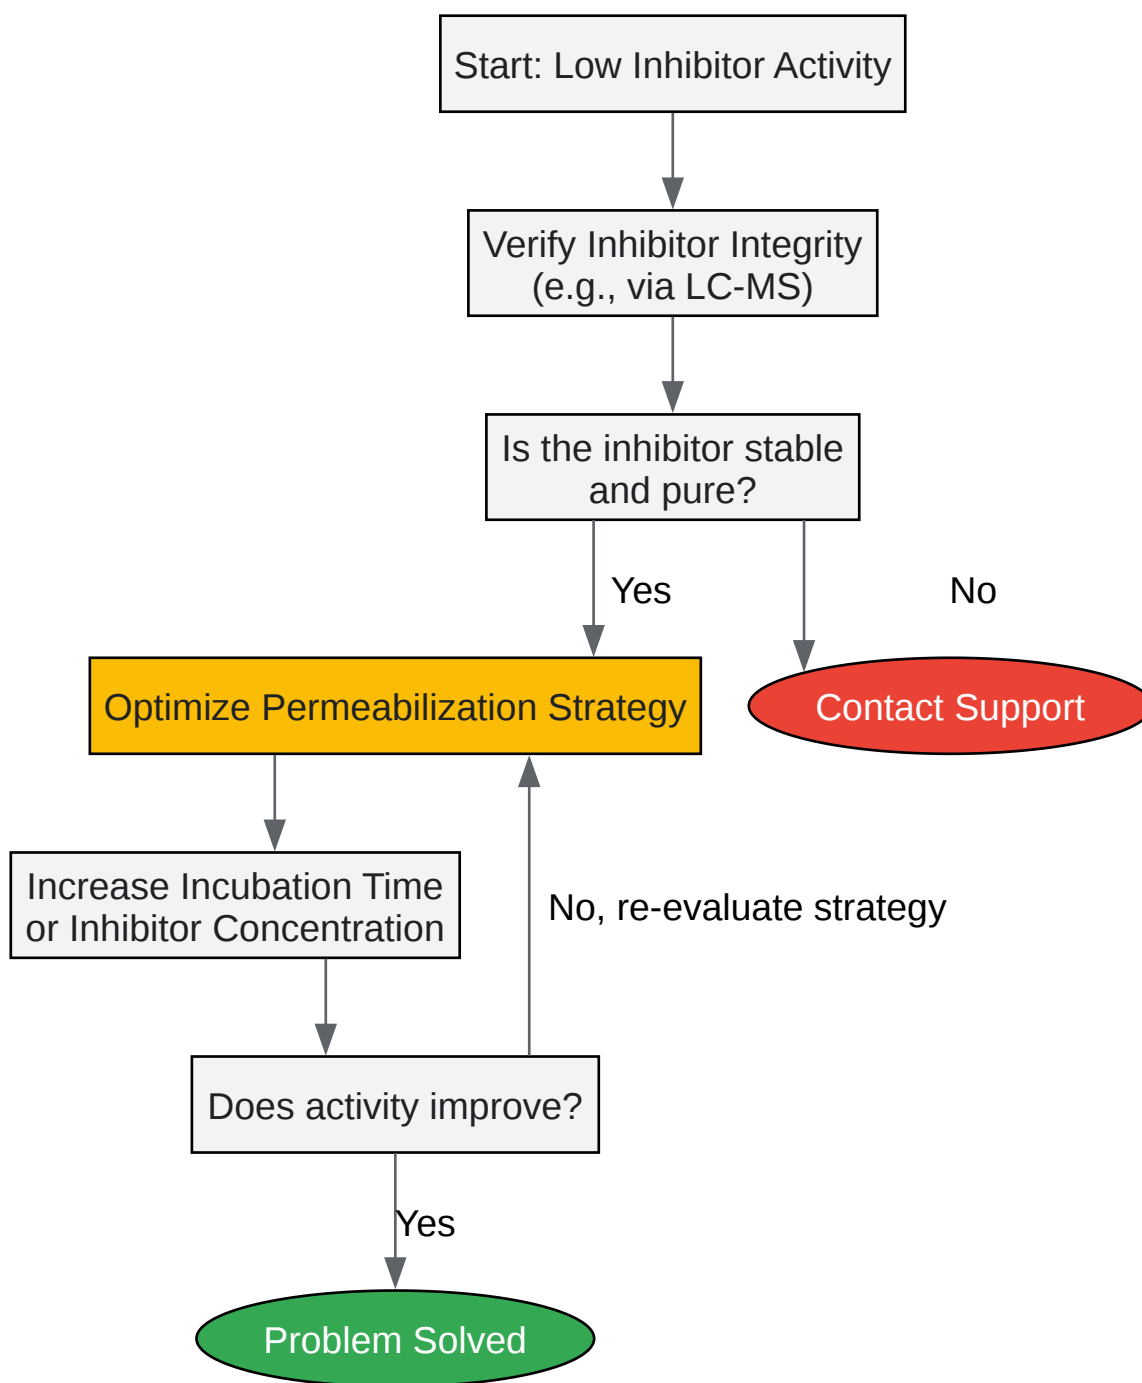 Start: Low Inhibitor Activity
Verify Inhibitor Integrity
(e.g., via LC-MS)
Is the inhibitor stable
and pure?
Yes
No
Optimize Permeabilization Strategy
Contact Support
Increase Incubation Time
or Inhibitor Concentration
No, re-evaluate strategy
Does activity improve?
Yes
Problem Solved